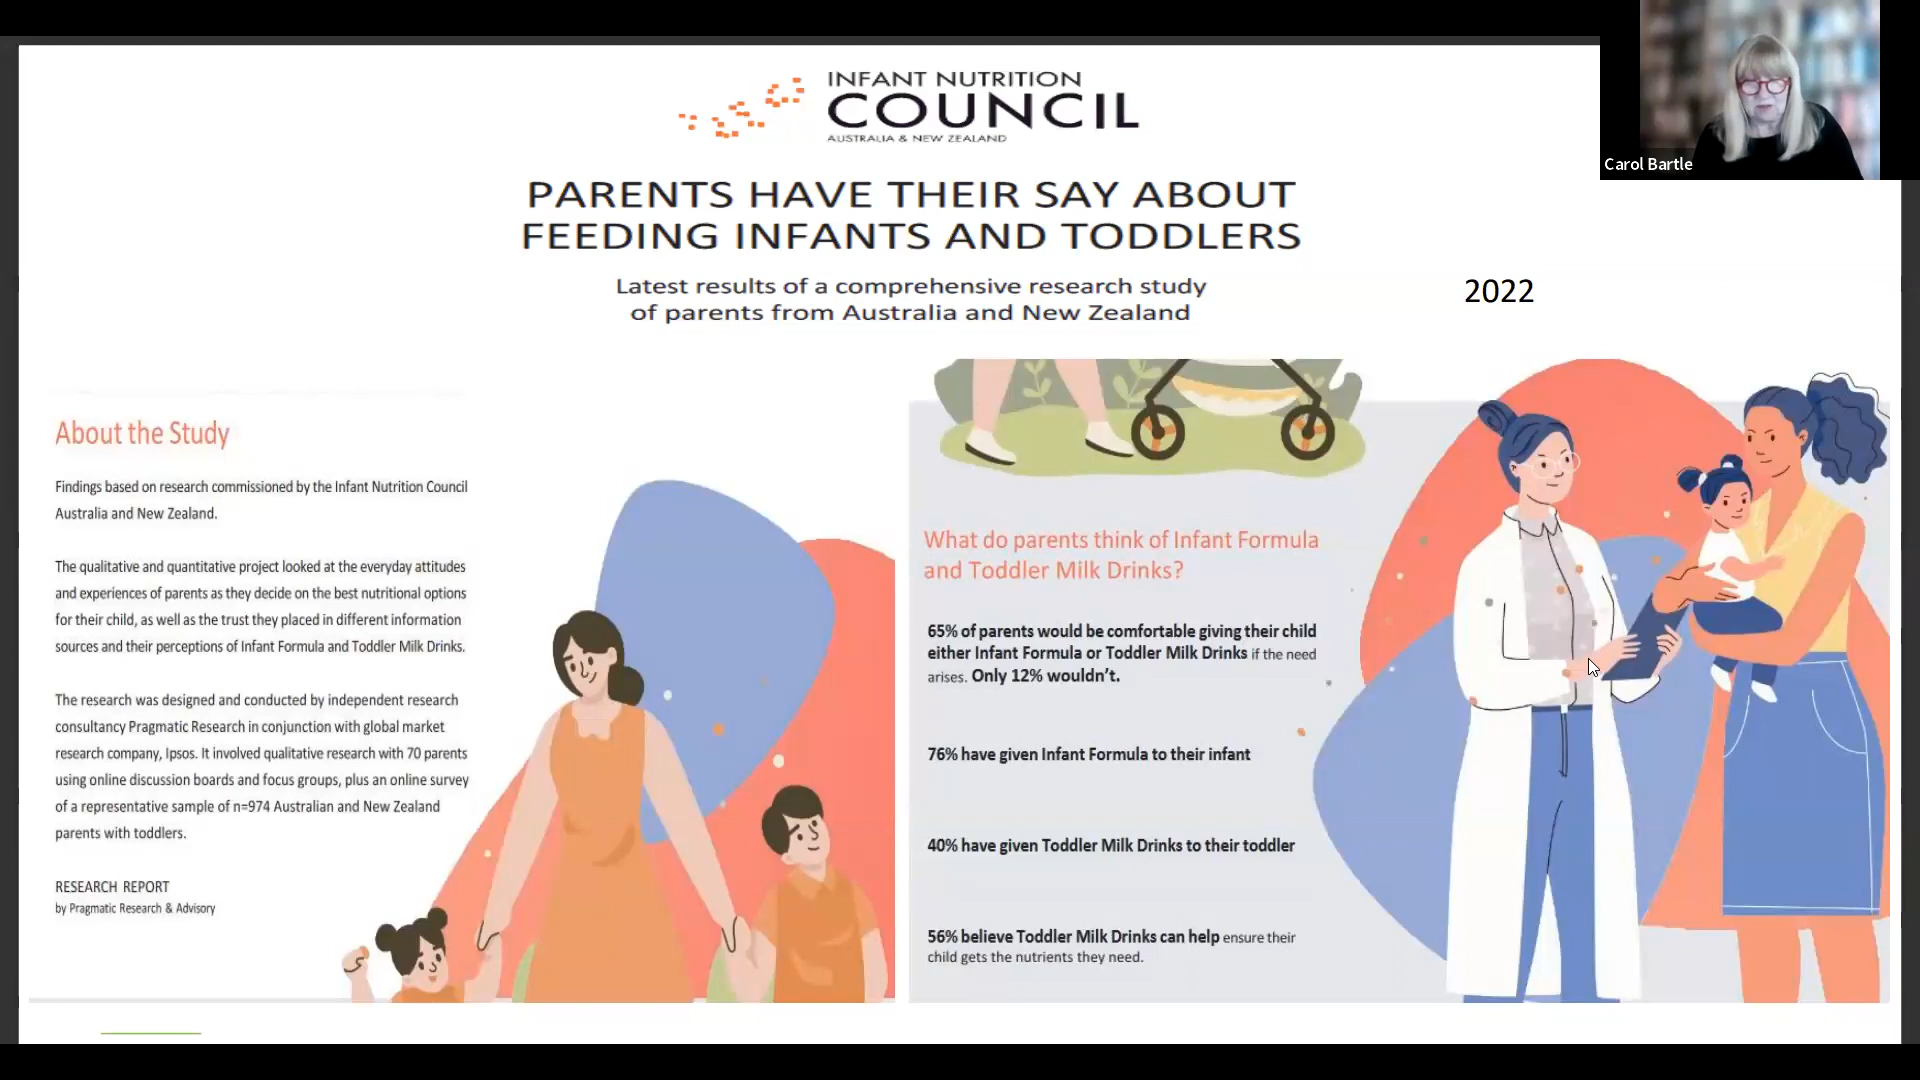 INFANT NUTRITION
COUNCIL
AUSTRALIA & NEW ZEALAND
Carol Bartle
PARENTS HAVE THEIR SAY ABOUT
FEEDING INFANTS AND TODDLERS
Latest results of a comprehensive research study
of parents from Australia and New Zealand
2022
About the Study
Findings based on research commissioned by the Infant Nutrition Council
Australia and New Zealand.
The qualitative and quantitative project looked at the everyday attitudes
and experiences of parents as they decide on the best nutritional options
for their child, as well as the trust they placed in different information
sources and their perceptions of Infant Formula and Toddler Milk Drinks.
The research was designed and conducted by independent research
consultancy Pragmatic Research in conjunction with global market
research company, Ipsos. It involved qualitative research with 70 parents
using online discussion boards and focus groups, plus an online survey
of a representative sample of n=974 Australian and New Zealand
parents with toddlers.
RESEARCH REPORT
by Pragmatic Research & Advisory
What do parents think of Infant Formula
and Toddler Milk Drinks?
65% of parents would be comfortable giving their child
either Infant Formula or Toddler Milk Drinks if the need
arises. Only 12% wouldn't.
76% have given Infant Formula to their infant
40% have given Toddler Milk Drinks to their toddler
56% believe Toddler Milk Drinks can help ensure their
child gets the nutrients they need.